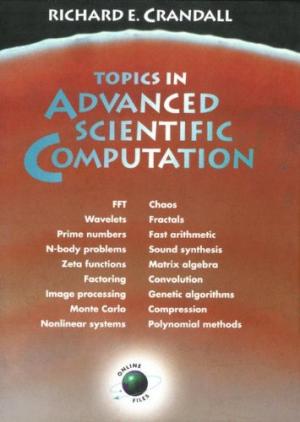 RICHARD E. CRANDALL
TOPICS IN
ADVANCED
SCIENTIFIC
COMPUTATION
FFT Chaos
Wavelets Fractals
Prime numbers Fast arithmetic
N-body problems Sound synthesis
Zeta functions Matrix algebra
Factoring Convolution
Image processing Genetic algorithms
Monte Carlo Compression
Nonlinear systems Polynomial methods
ONLINE
FILES